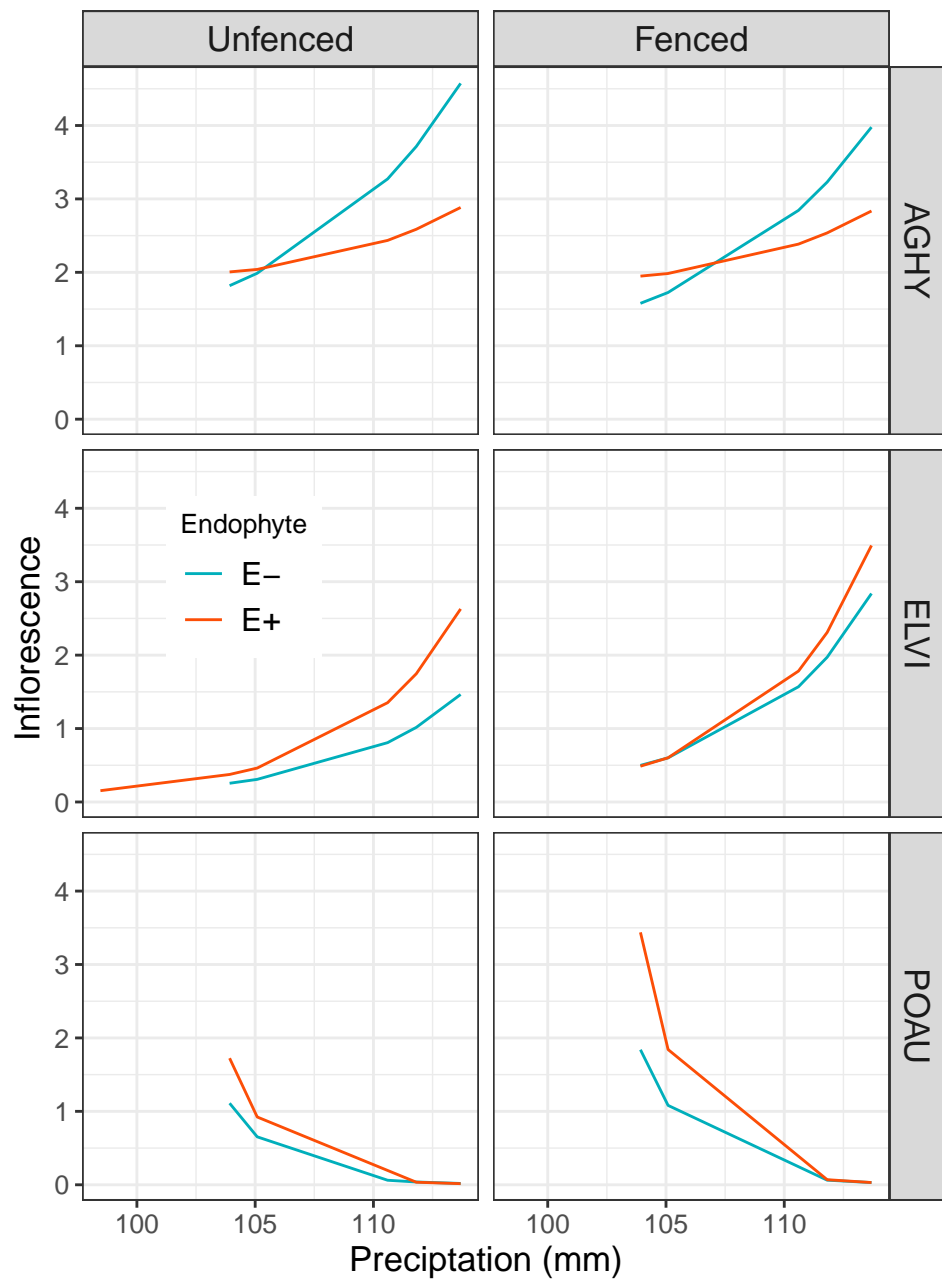 Unfenced
Fenced
4
3
2
1
0
AGHY
Inflorescence
4
3
2
1
0
Endophyte
E−
E+
ELVI
4
3
2
1
0
POAU
100 105 110
100 105 110
Preciptation (mm)